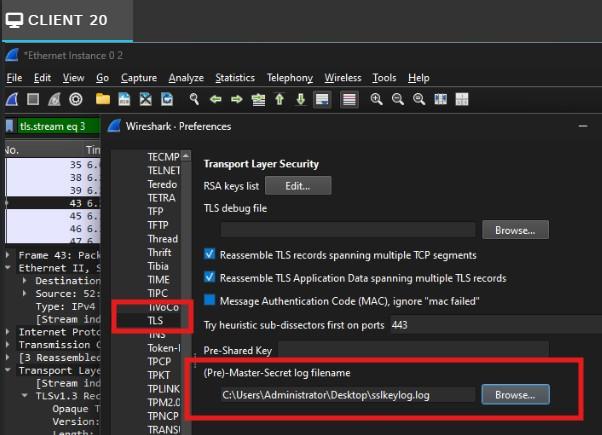 CLIENT 20
*Ethernet Instance 0 2
File Edit View Go Capture Analyze Statistics Telephony Wireless Tools Help
tls.stream eq 3
Wireshark · Preferences
No.
35 6.
38 6.
39 6.
43 6.
45 6.
46 6.
47 6.
Frame 43: Pack
Ethernet II, S
Destination
Source: 52:
Type: IPv4
[Stream ind
Internet Proto
Transmission C
[3 Reassembled
Transport Laye
[Stream ind
TLSv1.3 Rec
Opaque T
Version:
Length:
TECMP
TELNET
Teredo
TETRA
TFP
TFTP
Thread
Thrift
Tibia
TIME
TIPC
TiVoCo
TLS
TNS
Token-
TPCP
TPKT
TPLINK
TPM2.0
TPNCP
TRANSU
Transport Layer Security
RSA keys list Edit...
TLS debug file
Browse...
Reassemble TLS records spanning multiple TCP segments
Reassemble TLS Application Data spanning multiple TLS records
Message Authentication Code (MAC), ignore "mac failed"
Try heuristic sub-dissectors first on ports 443
Pre-Shared Key
(Pre)-Master-Secret log filename
C:\Users\Administrator\Desktop\sslkeylog.log Browse...